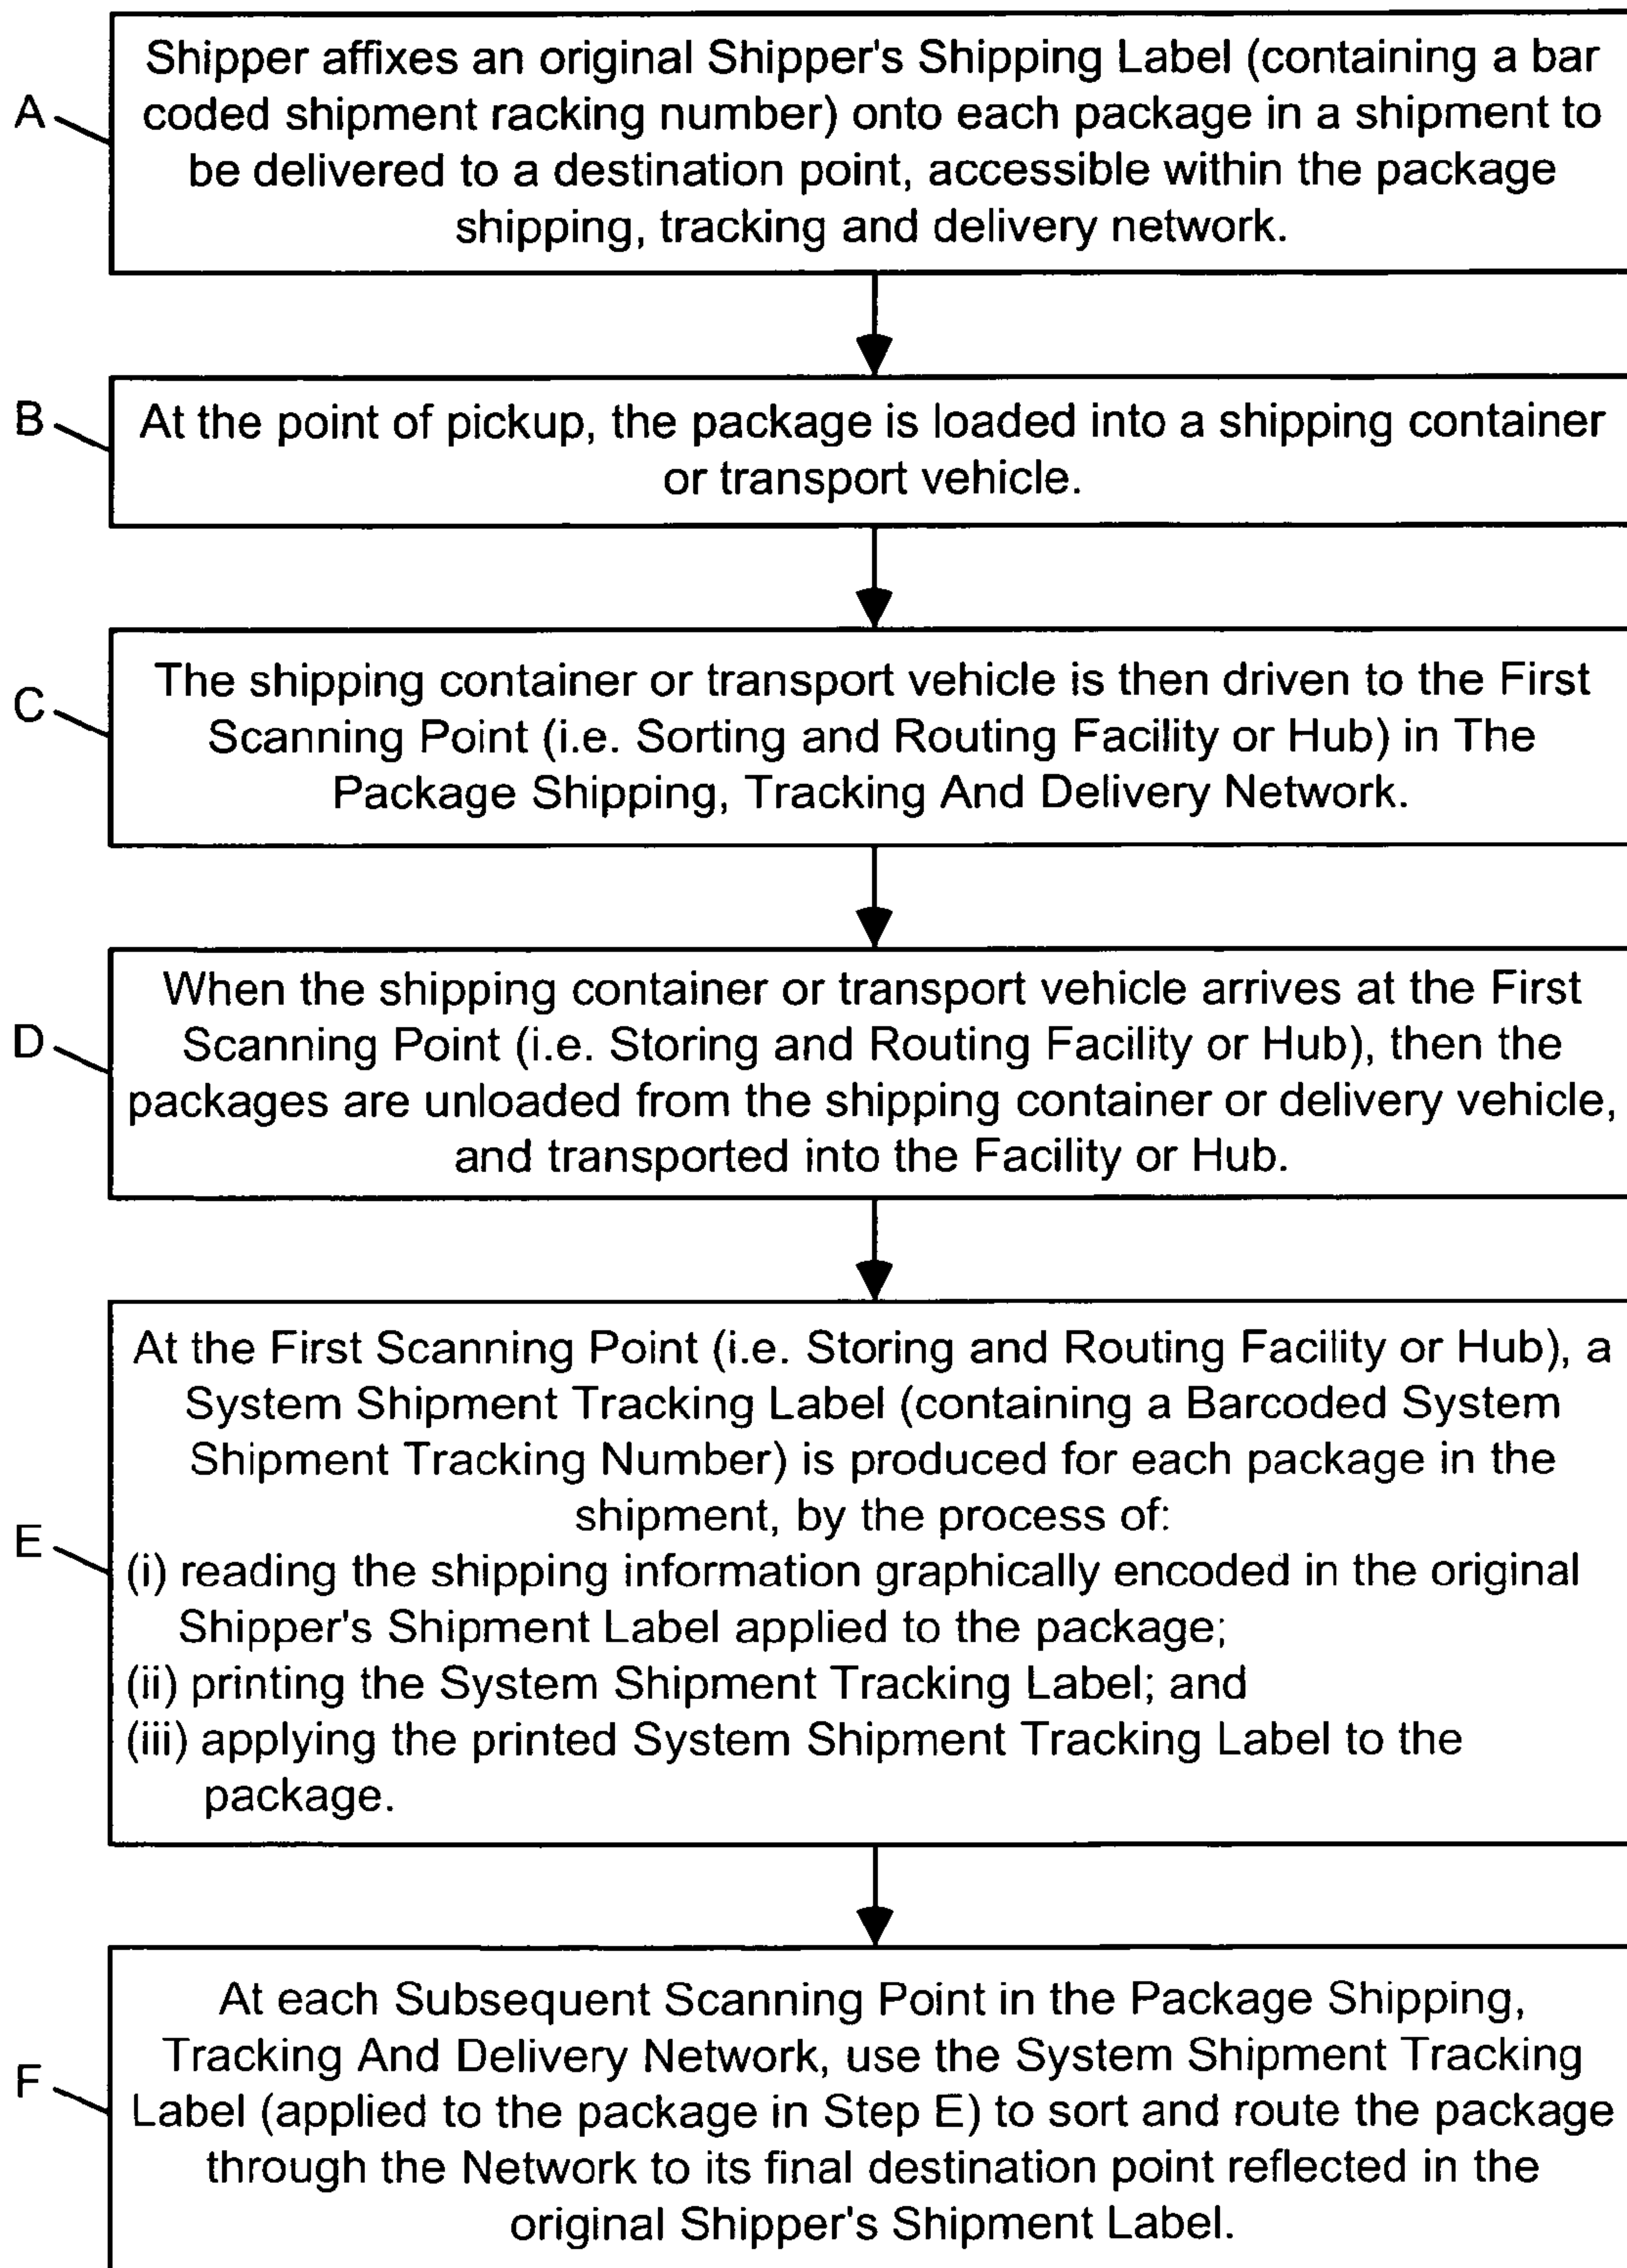 A
Shipper affixes an original Shipper's Shipping Label (containing a bar
coded shipment racking number) onto each package in a shipment to
be delivered to a destination point, accessible within the package
shipping, tracking and delivery network.
B
At the point of pickup, the package is loaded into a shipping container
or transport vehicle.
C
The shipping container or transport vehicle is then driven to the First
Scanning Point (i.e. Sorting and Routing Facility or Hub) in The
Package Shipping, Tracking And Delivery Network.
D
When the shipping container or transport vehicle arrives at the First
Scanning Point (i.e. Storing and Routing Facility or Hub), then the
packages are unloaded from the shipping container or delivery vehicle,
and transported into the Facility or Hub.
E
At the First Scanning Point (i.e. Storing and Routing Facility or Hub), a
System Shipment Tracking Label (containing a Barcoded System
Shipment Tracking Number) is produced for each package in the
shipment, by the process of:
(i) reading the shipping information graphically encoded in the original
Shipper's Shipment Label applied to the package;
(ii) printing the System Shipment Tracking Label; and
(iii) applying the printed System Shipment Tracking Label to the
package.
F
At each Subsequent Scanning Point in the Package Shipping,
Tracking And Delivery Network, use the System Shipment Tracking
Label (applied to the package in Step E) to sort and route the package
through the Network to its final destination point reflected in the
original Shipper's Shipment Label.